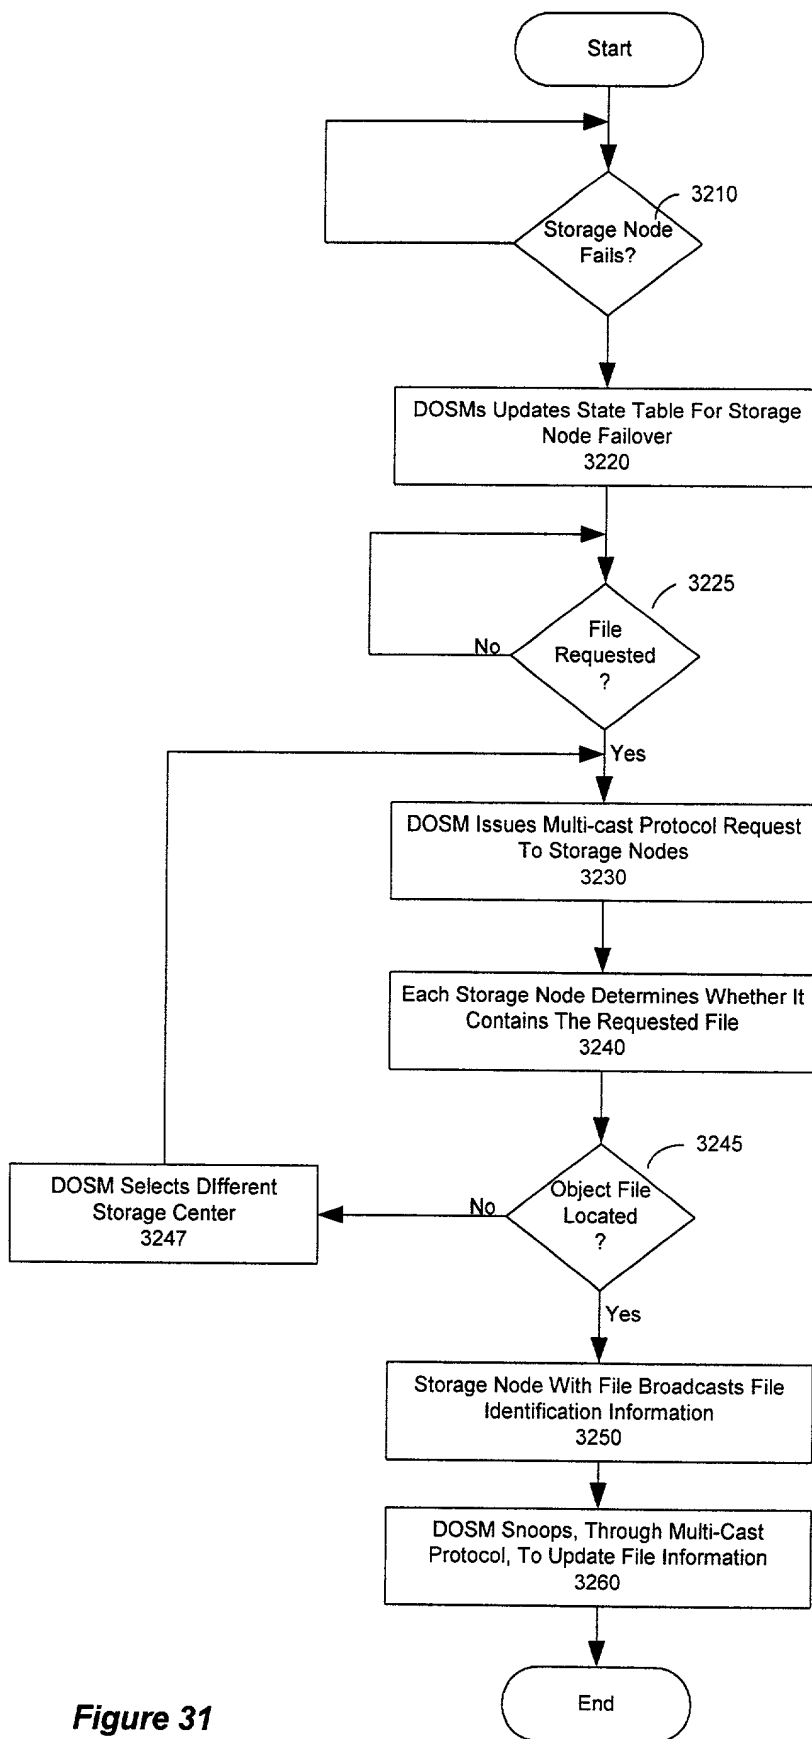 Start
3210
Storage Node
Fails?
DOSMs Updates State Table For Storage
Node Failover
3220
3225
File
Requested
?
No
Yes
DOSM Issues Multi-cast Protocol Request
To Storage Nodes
3230
Each Storage Node Determines Whether It
Contains The Requested File
3240
3245
Object File
Located
?
No
DOSM Selects DIfferent
Storage Center
3247
Yes
Storage Node With File Broadcasts File
Identification Information
3250
DOSM Snoops, Through Multi-Cast
Protocol, To Update File Information
3260
End
Figure 31